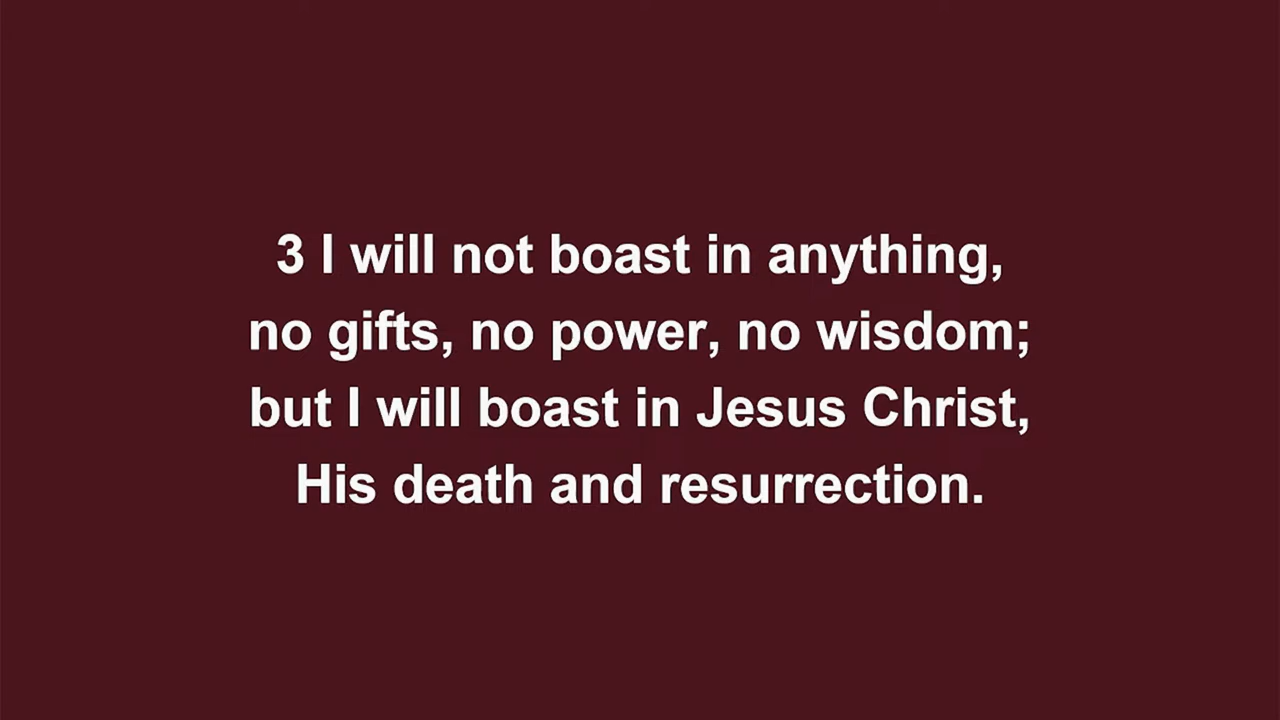 3 I will not boast in anything,
no gifts, no power, no wisdom;
but I will boast in Jesus Christ,
His death and resurrection.